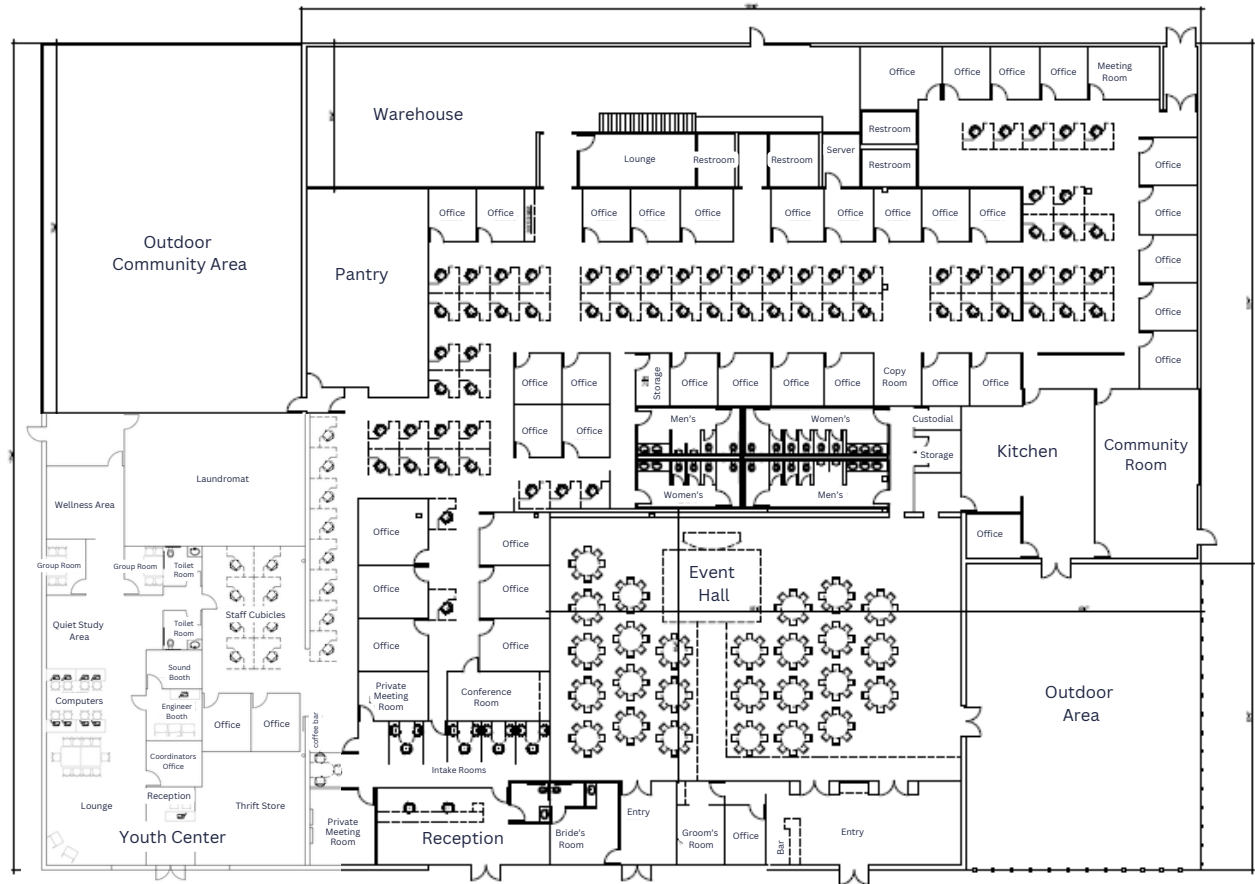 Office
Office
Office
Office
Meeting
Room
Warehouse
Restroom
Lounge
Restroom
Restroom
Server
Restroom
Office
Office
Office
Office
Office
Office
Office
Office
Office
Office
Office
Office
Outdoor
Community Area
Pantry
Office
Office
Office
Office
Office
Storage
Office
Office
Office
Office
Copy
Room
Office
Office
Office
Office
Men's
Women's
Custodial
Storage
Women's
Men's
Kitchen
Community
Room
Laundromat
Wellness Area
Office
Office
Office
Group Room
Group Room
Toilet
Room
Event
Hall
Office
Office
Staff Cubicles
Quiet Study
Area
Toilet
Room
Office
Office
Sound
Booth
Private
Meeting
Room
Conference
Room
Outdoor
Area
Computers
Engineer
Booth
Office
Office
coffee bar
Coordinators
Office
Intake Rooms
Lounge
Reception
Thrift Store
Youth Center
Private
Meeting
Room
Reception
Bride's
Room
Entry
Groom's
Room
Office
Bar
Entry